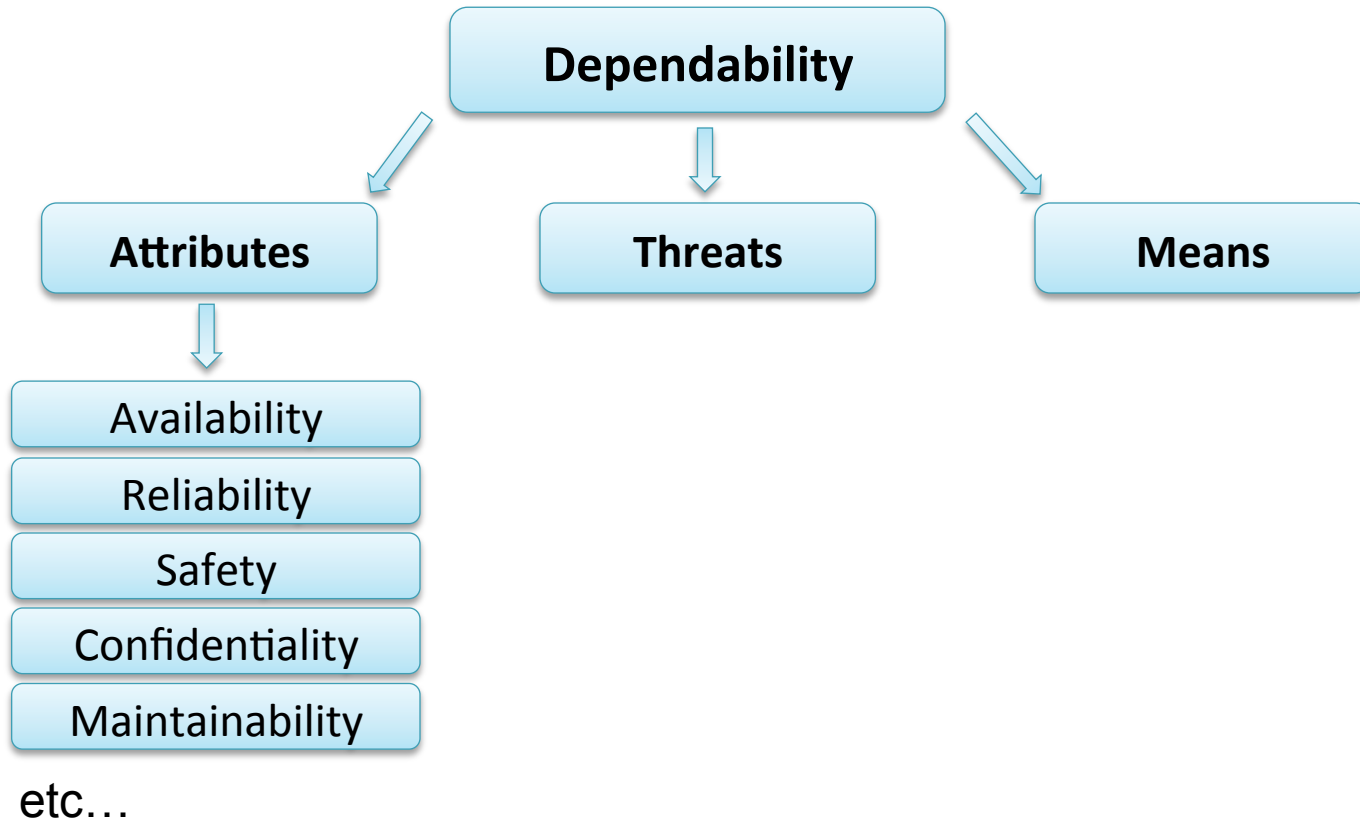 Dependability
Attributes
Threats
Means
Availability
Reliability
Safety
Confidentiality
Maintainability
etc…